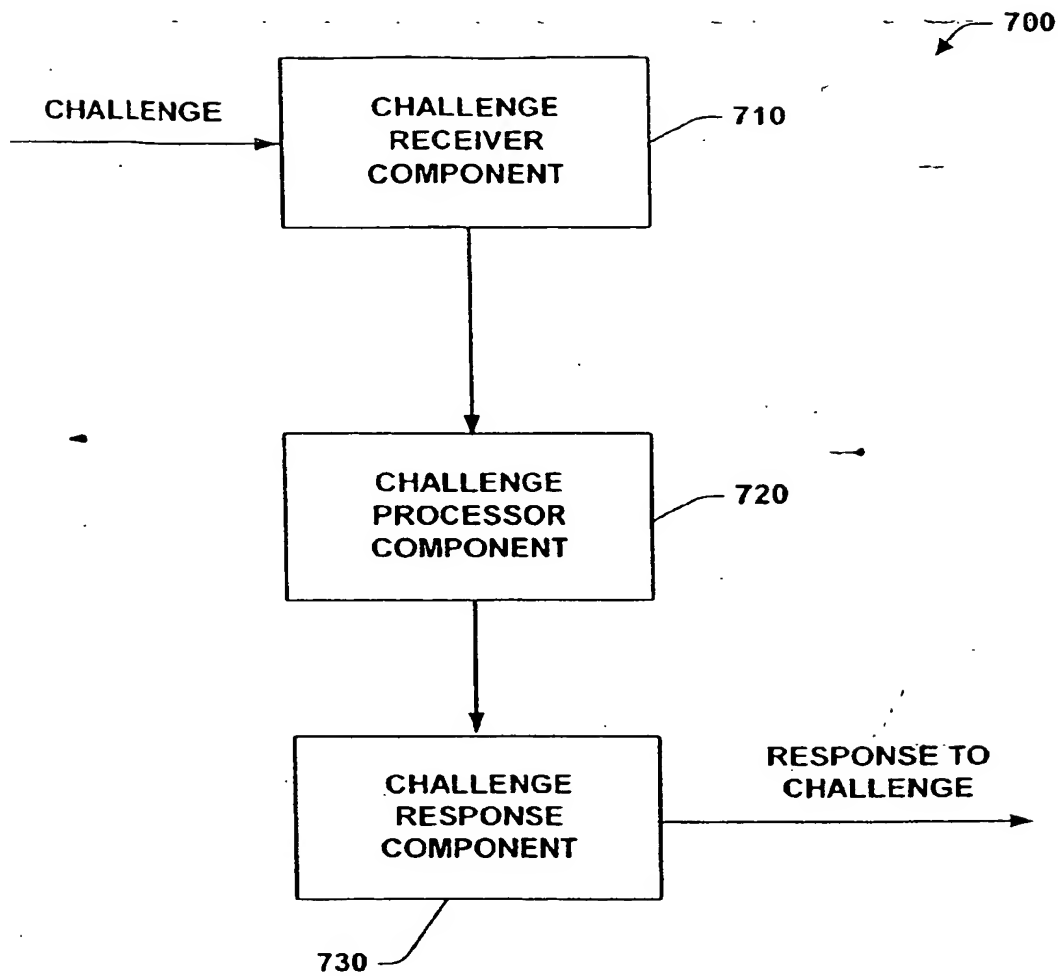 700
CHALLENGE
CHALLENGE
RECEIVER
COMPONENT
710
CHALLENGE
PROCESSOR
COMPONENT
720
CHALLENGE
RESPONSE
COMPONENT
RESPONSE TO
CHALLENGE
730